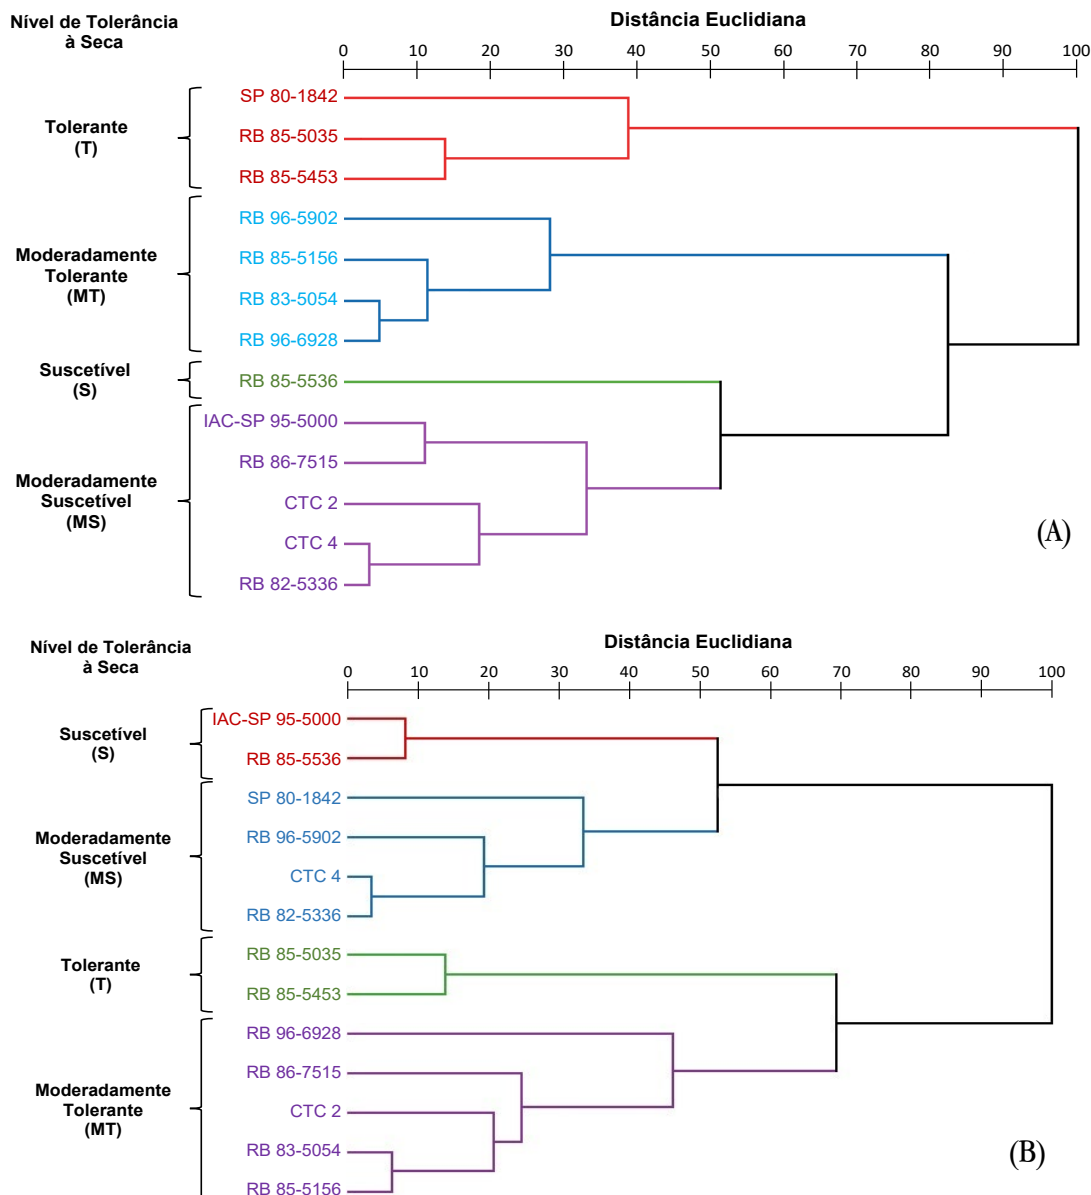 Nível de Tolerância
à Seca
Distância Euclidiana
0 10 20 30 40 50 60 70 80 90 100
Tolerante
(T)
SP 80-1842
RB 85-5035
RB 85-5453
Moderadamente
Tolerante
(MT)
RB 96-5902
RB 85-5156
RB 83-5054
RB 96-6928
Suscetível
(S)
RB 85-5536
Moderadamente
Suscetível
(MS)
IAC-SP 95-5000
RB 86-7515
CTC 2
CTC 4
RB 82-5336
(A)
Nível de Tolerância
à Seca
Distância Euclidiana
0 10 20 30 40 50 60 70 80 90 100
Suscetível
(S)
IAC-SP 95-5000
RB 85-5536
Moderadamente
Suscetível
(MS)
SP 80-1842
RB 96-5902
CTC 4
RB 82-5336
Tolerante
(T)
RB 85-5035
RB 85-5453
Moderadamente
Tolerante
(MT)
RB 96-6928
RB 86-7515
CTC 2
RB 83-5054
RB 85-5156
(B)